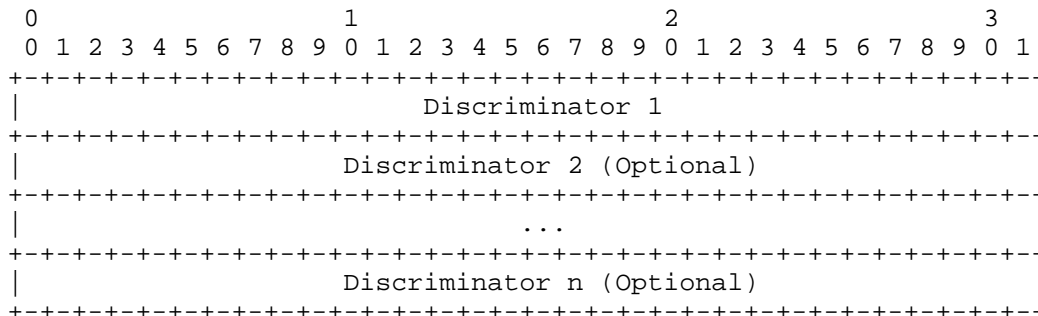 0                   1                   2                   3
 0 1 2 3 4 5 6 7 8 9 0 1 2 3 4 5 6 7 8 9 0 1 2 3 4 5 6 7 8 9 0 1
+-+-+-+-+-+-+-+-+-+-+-+-+-+-+-+-+-+-+-+-+-+-+-+-+-+-+-+-+-+-+-+--
|                         Discriminator 1
+-+-+-+-+-+-+-+-+-+-+-+-+-+-+-+-+-+-+-+-+-+-+-+-+-+-+-+-+-+-+-+--
|                    Discriminator 2 (Optional)
+-+-+-+-+-+-+-+-+-+-+-+-+-+-+-+-+-+-+-+-+-+-+-+-+-+-+-+-+-+-+-+--
|                               ...
+-+-+-+-+-+-+-+-+-+-+-+-+-+-+-+-+-+-+-+-+-+-+-+-+-+-+-+-+-+-+-+--
|                    Discriminator n (Optional)
+-+-+-+-+-+-+-+-+-+-+-+-+-+-+-+-+-+-+-+-+-+-+-+-+-+-+-+-+-+-+-+--